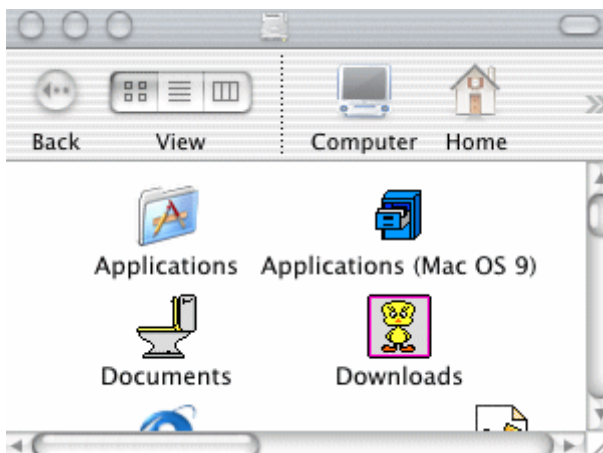 Back View Computer Home
Applications Applications (Mac OS 9)
Documents Downloads